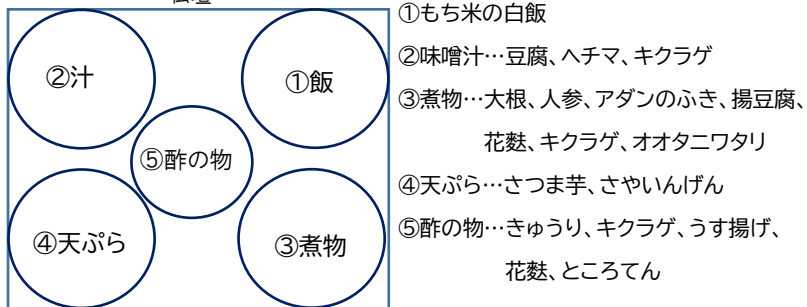 ②汁
①飯
⑤酢の物
④天ぷら
③煮物
①もち米の白飯
②味噌汁…豆腐、ヘチマ、キクラゲ
③煮物…大根、人参、アダンのふき、揚豆腐、
花麩、キクラゲ、オオタニワタリ
④天ぷら…さつま芋、さやいんげん
⑤酢の物…きゅうり、キクラゲ、うす揚げ、
花麩、ところてん